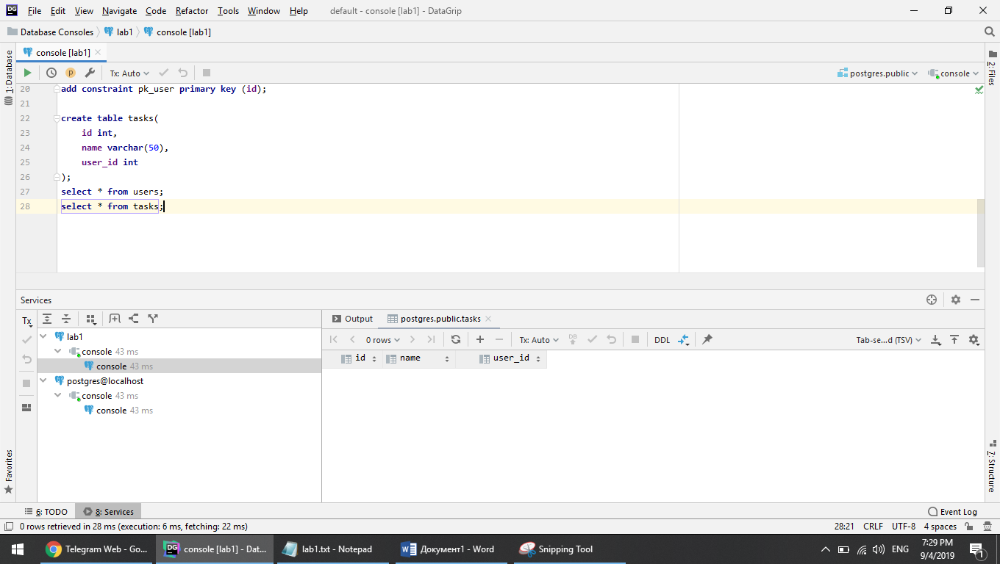 DG File Edit View Navigate Code Refactor Tools Window Help default - console [lab1] - DataGrip
Database Consoles lab1 console [lab1]
1: Database
console [lab1]
2: Files
Tx: Auto postgres.public console
20 add constraint pk_user primary key (id);
21
22 create table tasks(
23 id int,
24 name varchar(50),
25 user_id int
26 );
27 select * from users;
28 select * from tasks;
Services
Tx
Output postgres.public.tasks
lab1
console 43 ms
console 43 ms
postgres@localhost
console 43 ms
console 43 ms
0 rows Tx: Auto DB DDL Tab-se...d (TSV)
id name user_id
Favorites
7: Structure
6: TODO 8: Services Event Log
0 rows retrieved in 28 ms (execution: 6 ms, fetching: 22 ms) 28:21 CRLF UTF-8 4 spaces
Telegram Web - Go... console [lab1] - Dat... lab1.txt - Notepad Документ1 - Word Snipping Tool ENG 7:29 PM
9/4/2019
1